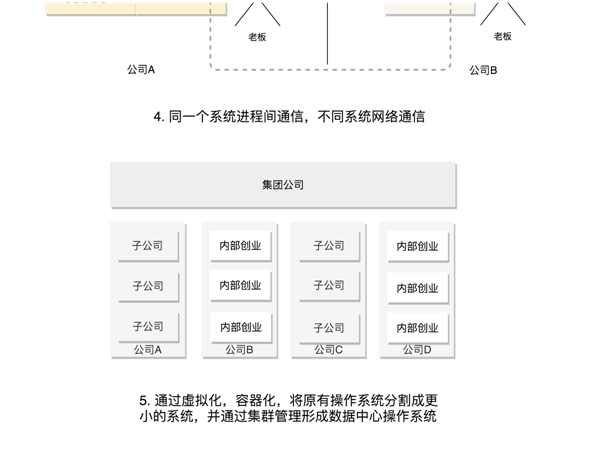 老板
老板
公司A
公司B
4. 同一个系统进程间通信，不同系统网络通信
集团公司
子公司
内部创业
子公司
内部创业
子公司
内部创业
子公司
内部创业
子公司
内部创业
子公司
内部创业
公司A
公司B
公司C
公司D
5. 通过虚拟化，容器化，将原有操作系统分割成更
小的系统，并通过集群管理形成数据中心操作系统